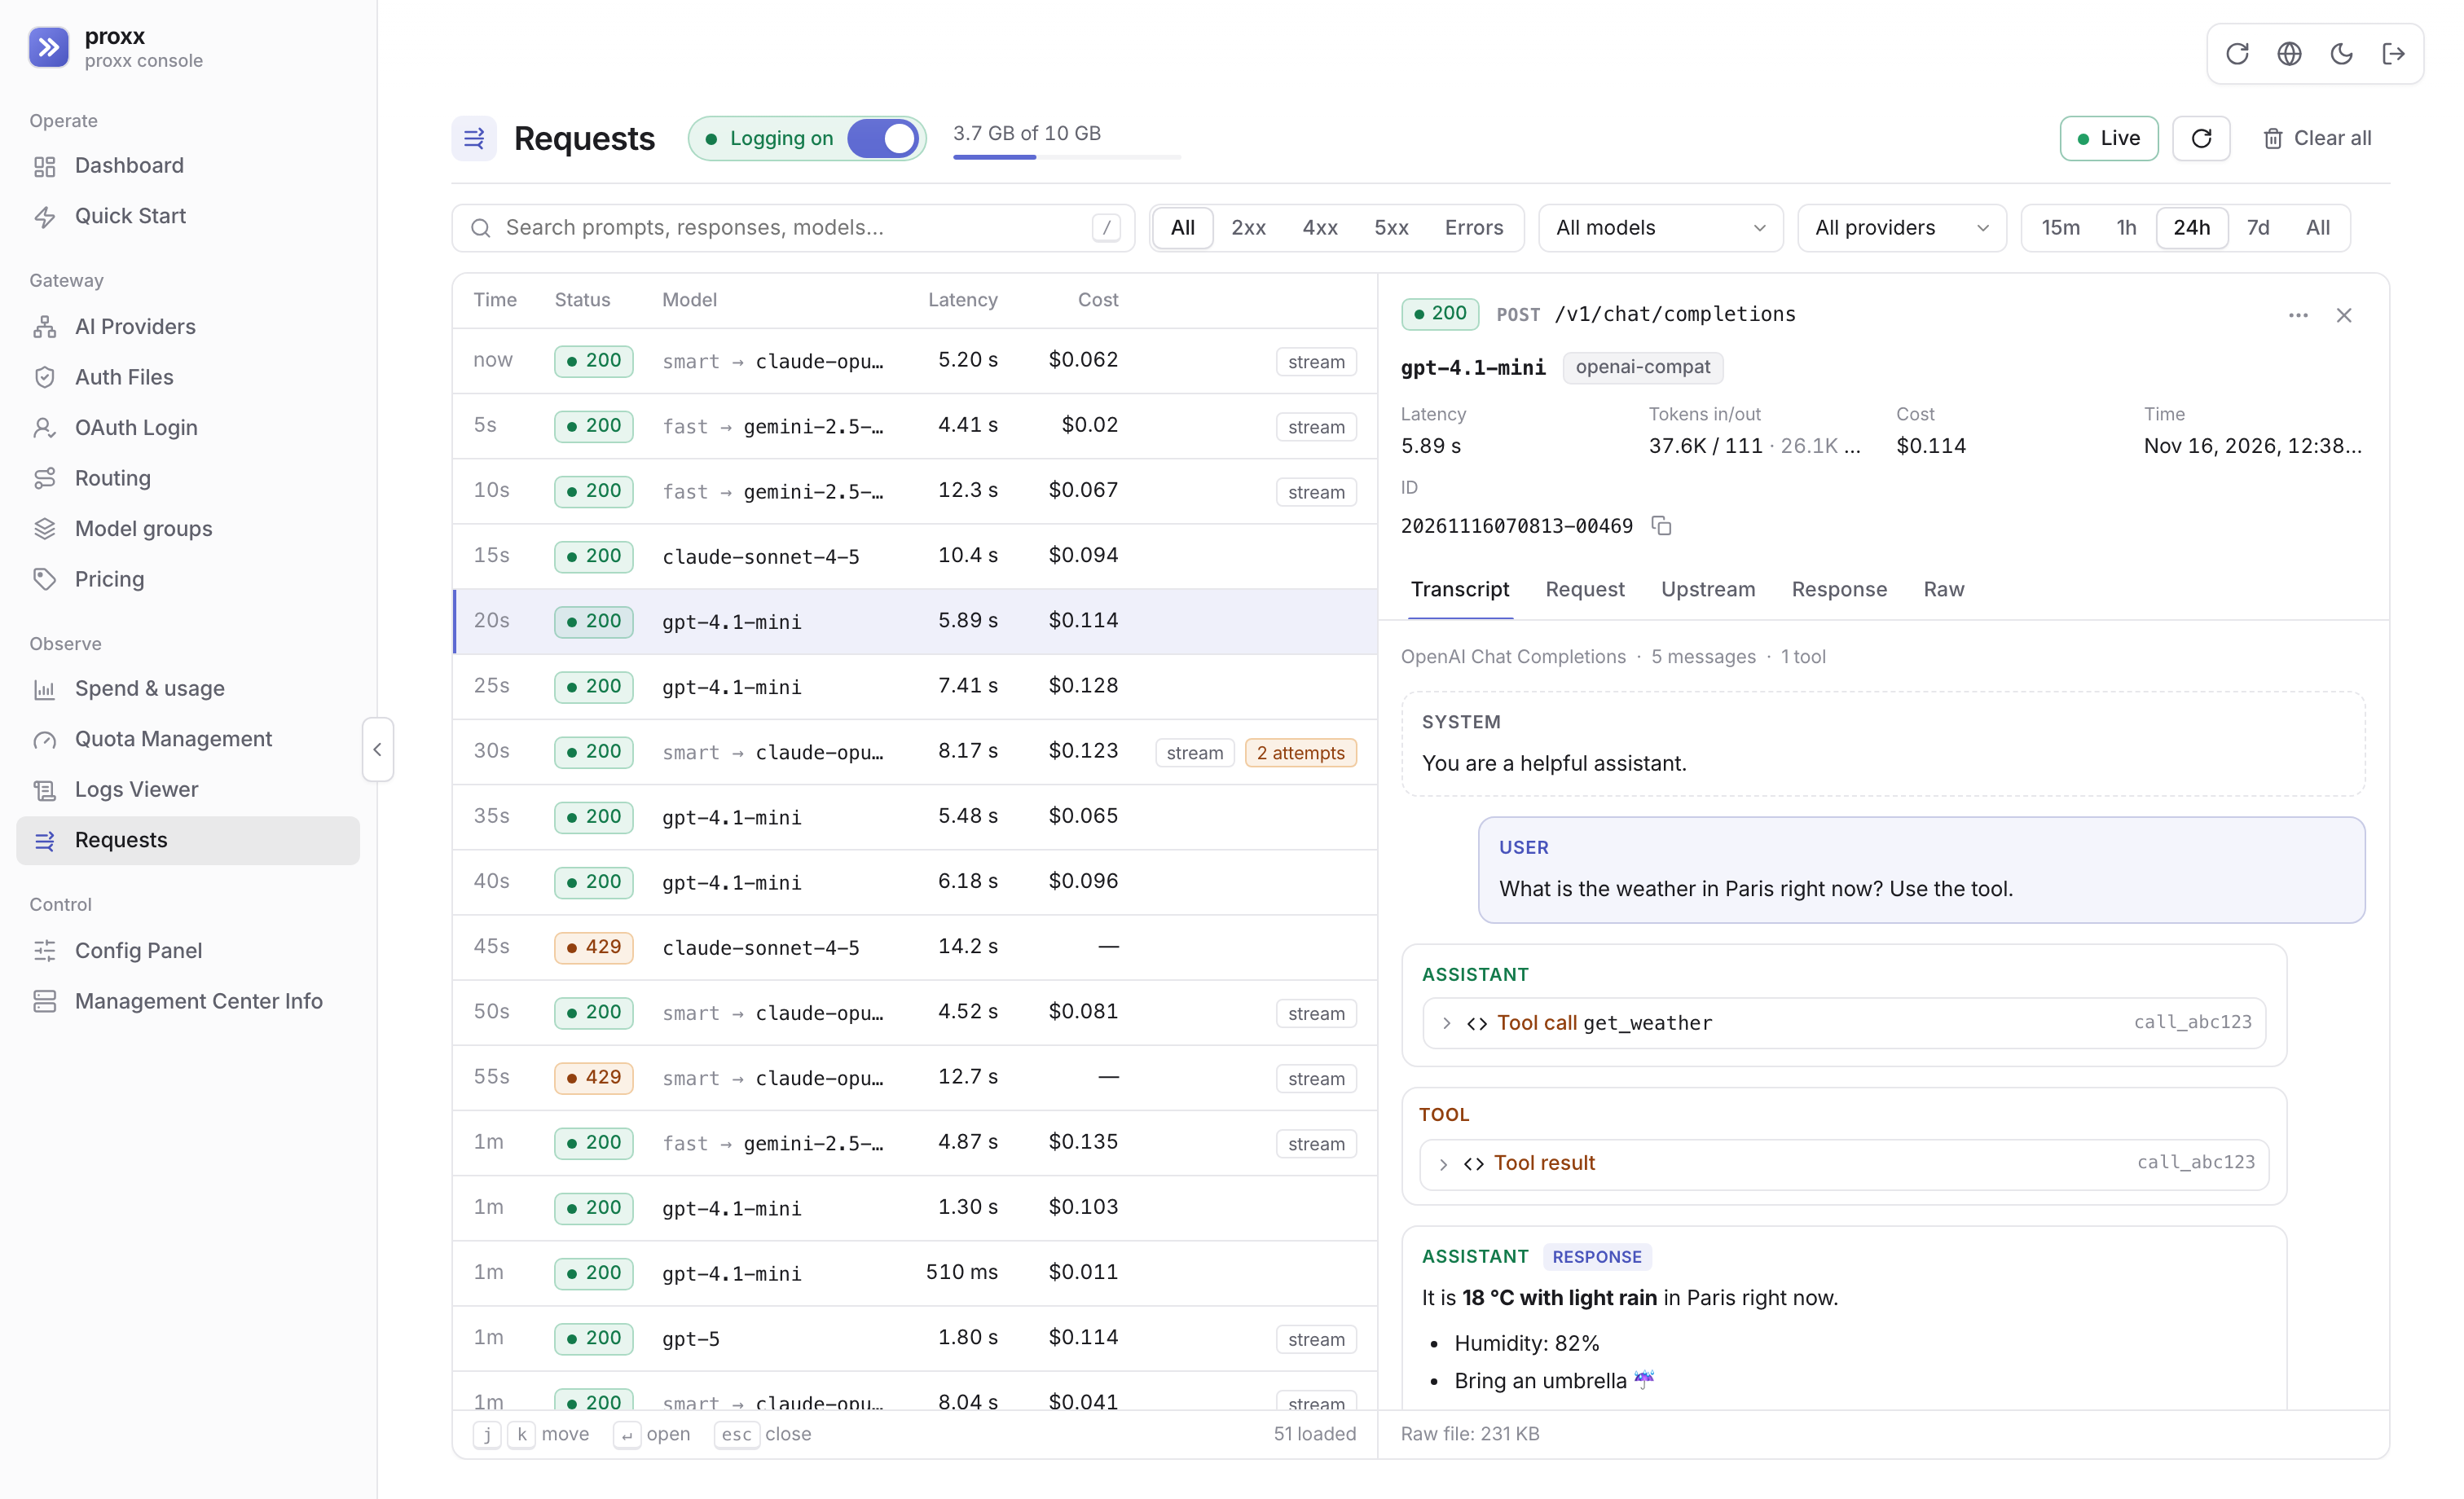 proxx
proxx console
Operate
Dashboard
Quick Start
Gateway
AI Providers
Auth Files
OAuth Login
Routing
Model groups
Pricing
Observe
Spend & usage
Quota Management
Logs Viewer
Requests
Control
Config Panel
Management Center Info
Requests
Logging on
3.7 GB of 10 GB
Live
Clear all
Search prompts, responses, models...
/
All 2xx 4xx 5xx Errors
All models
All providers
15m 1h 24h 7d All
Time Status Model Latency Cost
now 200 smart → claude-opu… 5.20 s $0.062 stream
5s 200 fast → gemini-2.5-… 4.41 s $0.02 stream
10s 200 fast → gemini-2.5-… 12.3 s $0.067 stream
15s 200 claude-sonnet-4-5 10.4 s $0.094
20s 200 gpt-4.1-mini 5.89 s $0.114
25s 200 gpt-4.1-mini 7.41 s $0.128
30s 200 smart → claude-opu… 8.17 s $0.123 stream 2 attempts
35s 200 gpt-4.1-mini 5.48 s $0.065
40s 200 gpt-4.1-mini 6.18 s $0.096
45s 429 claude-sonnet-4-5 14.2 s —
50s 200 smart → claude-opu… 4.52 s $0.081 stream
55s 429 smart → claude-opu… 12.7 s — stream
1m 200 fast → gemini-2.5-… 4.87 s $0.135 stream
1m 200 gpt-4.1-mini 1.30 s $0.103
1m 200 gpt-4.1-mini 510 ms $0.011
1m 200 gpt-5 1.80 s $0.114 stream
1m 200 smart → claude-opu… 8.04 s $0.041 stream
j k move ↵ open esc close
51 loaded
200 POST /v1/chat/completions
gpt-4.1-mini openai-compat
Latency Tokens in/out Cost Time
5.89 s 37.6K / 111 · 26.1K … $0.114 Nov 16, 2026, 12:38…
ID
20261116070813-00469
Transcript Request Upstream Response Raw
OpenAI Chat Completions · 5 messages · 1 tool
SYSTEM
You are a helpful assistant.
USER
What is the weather in Paris right now? Use the tool.
ASSISTANT
Tool call get_weather call_abc123
TOOL
Tool result call_abc123
ASSISTANT RESPONSE
It is 18 °C with light rain in Paris right now.
• Humidity: 82%
• Bring an umbrella ☔
Raw file: 231 KB